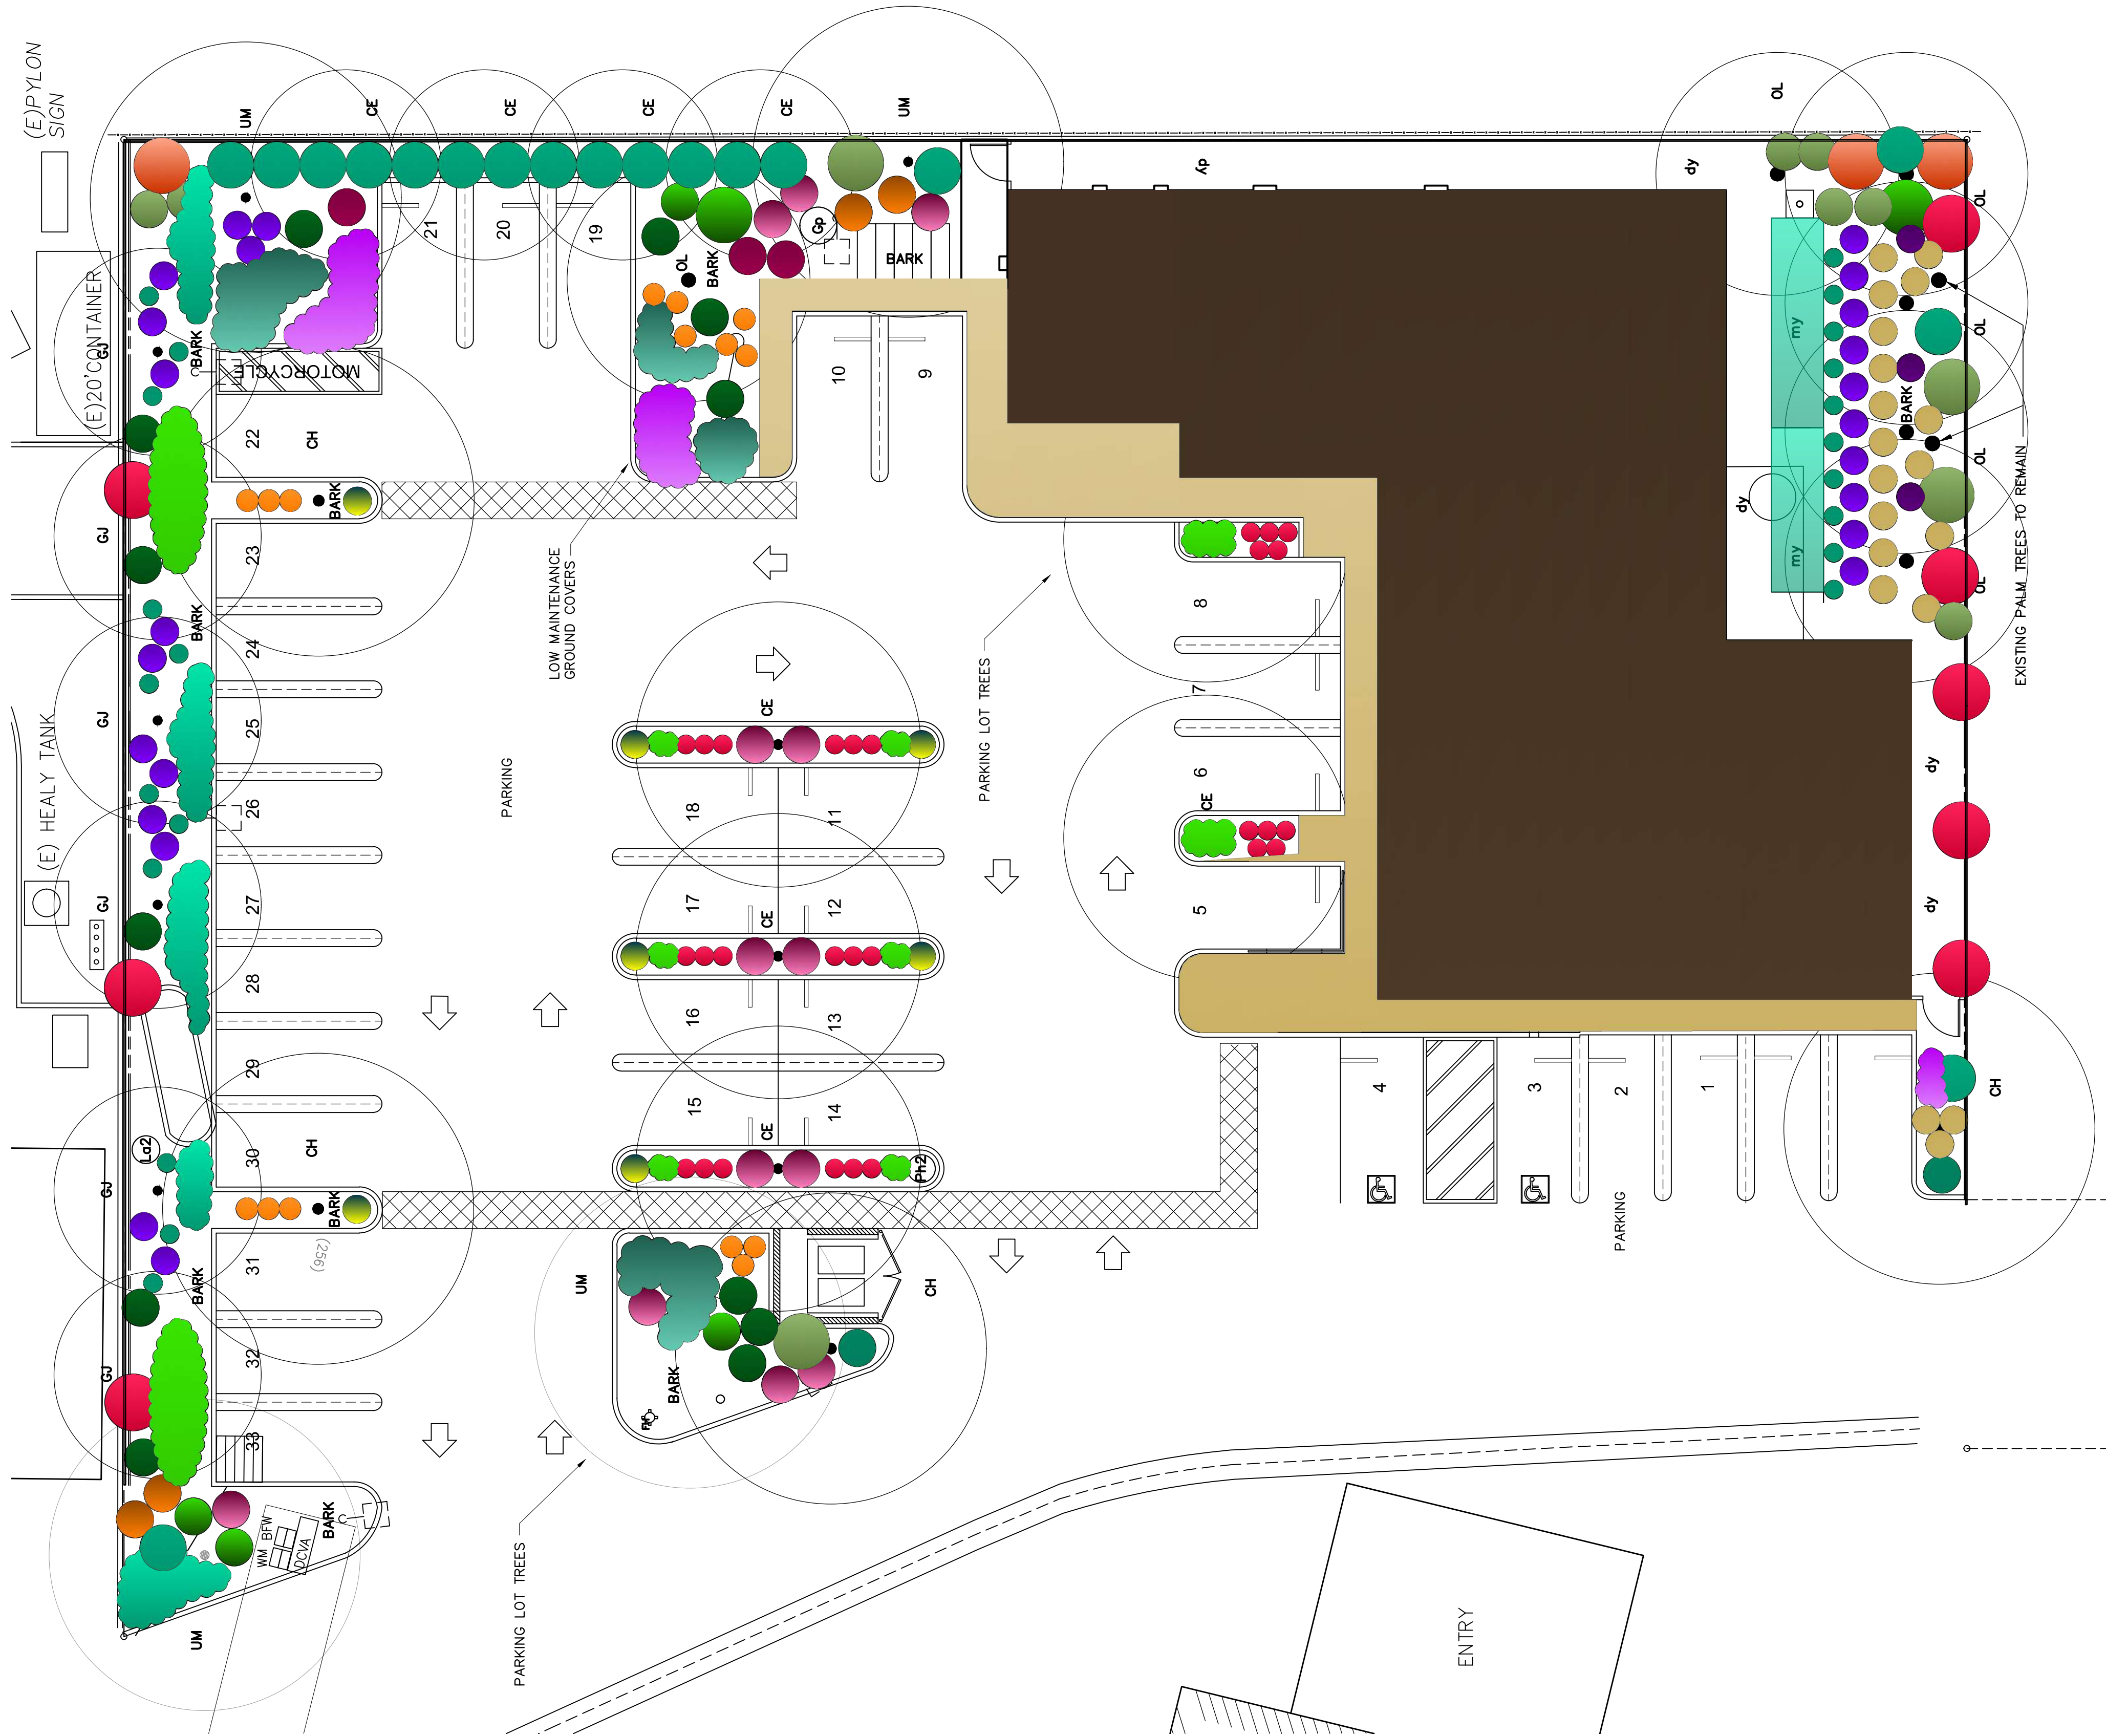 (E)PYLON
SIGN
UM
CE
CE
CE
CE
UM
OL
dy
dy
(E)20'CONTAINER
21
20
19
Gp
OL
BARK
BARK
OL
GJ
BARK
MOTORCYCLE
10
9
my
OL
BARK
22
CH
OL
EXISTING PALM TREES TO REMAIN
GJ
BARK
dy
my
OL
23
LOW MAINTENANCE
GROUND COVERS
8
BARK
24
7
PARKING LOT TREES
(E) HEALY TANK
GJ
25
PARKING
CE
6
CE
dy
26
18
11
GJ
27
17
CE
12
5
dy
28
16
13
29
15
CE
14
4
3
2
1
CH
La2
30
CH
Ph2
GJ
BARK
PARKING
31
(256)
UM
CH
BARK
GJ
32
BARK
FH
33
BARK
WM BFW
DCVA
PARKING LOT TREES
UM
ENTRY